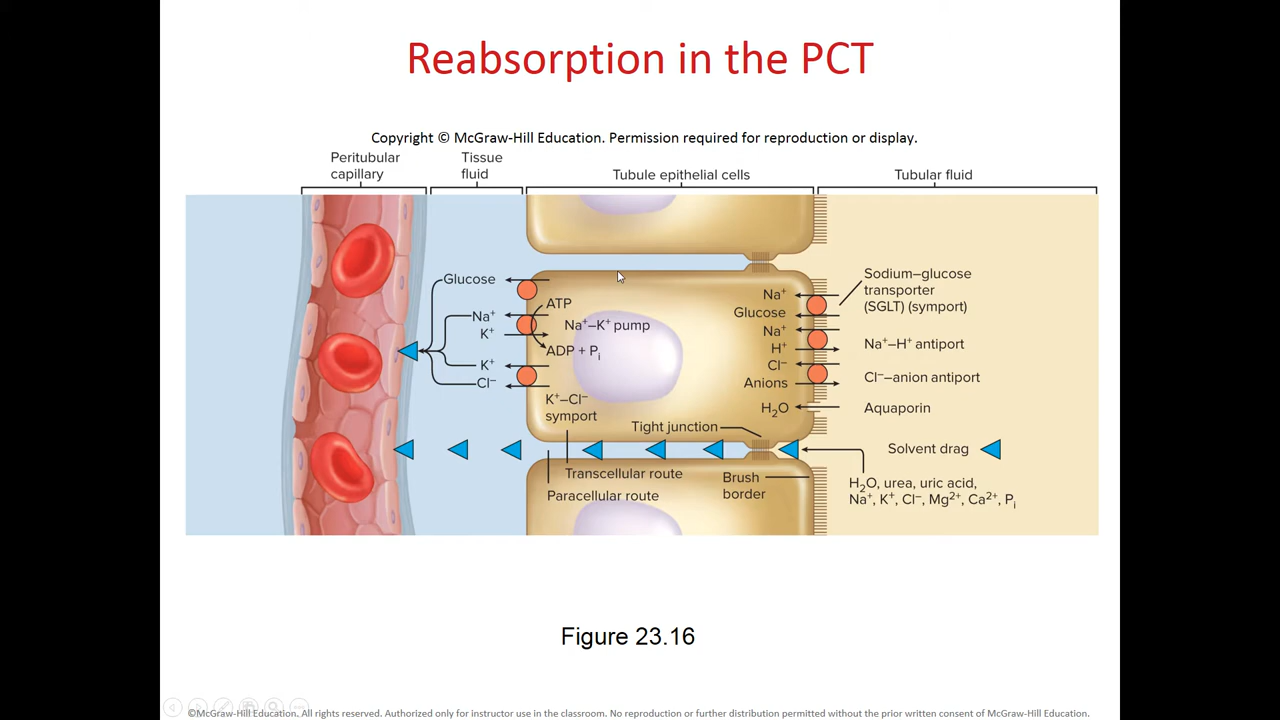 Reabsorption in the PCT
Copyright © McGraw-Hill Education. Permission required for reproduction or display.
Peritubular
capillary
Tissue
fluid
Tubule epithelial cells
Tubular fluid
Glucose
Na⁺
K⁺
K⁺
Cl⁻
ATP
Na⁺–K⁺ pump
ADP + Pᵢ
K⁺–Cl⁻
symport
Na⁺
Glucose
Na⁺
H⁺
Cl⁻
Anions
H₂O
Sodium–glucose
transporter
(SGLT) (symport)
Na⁺–H⁺ antiport
Cl⁻–anion antiport
Aquaporin
Tight junction
Solvent drag
Transcellular route
Paracellular route
Brush
border
H₂O, urea, uric acid,
Na⁺, K⁺, Cl⁻, Mg²⁺, Ca²⁺, Pᵢ
Figure 23.16
©McGraw-Hill Education. All rights reserved. Authorized only for instructor use in the classroom. No reproduction or further distribution permitted without the prior written consent of McGraw-Hill Education.